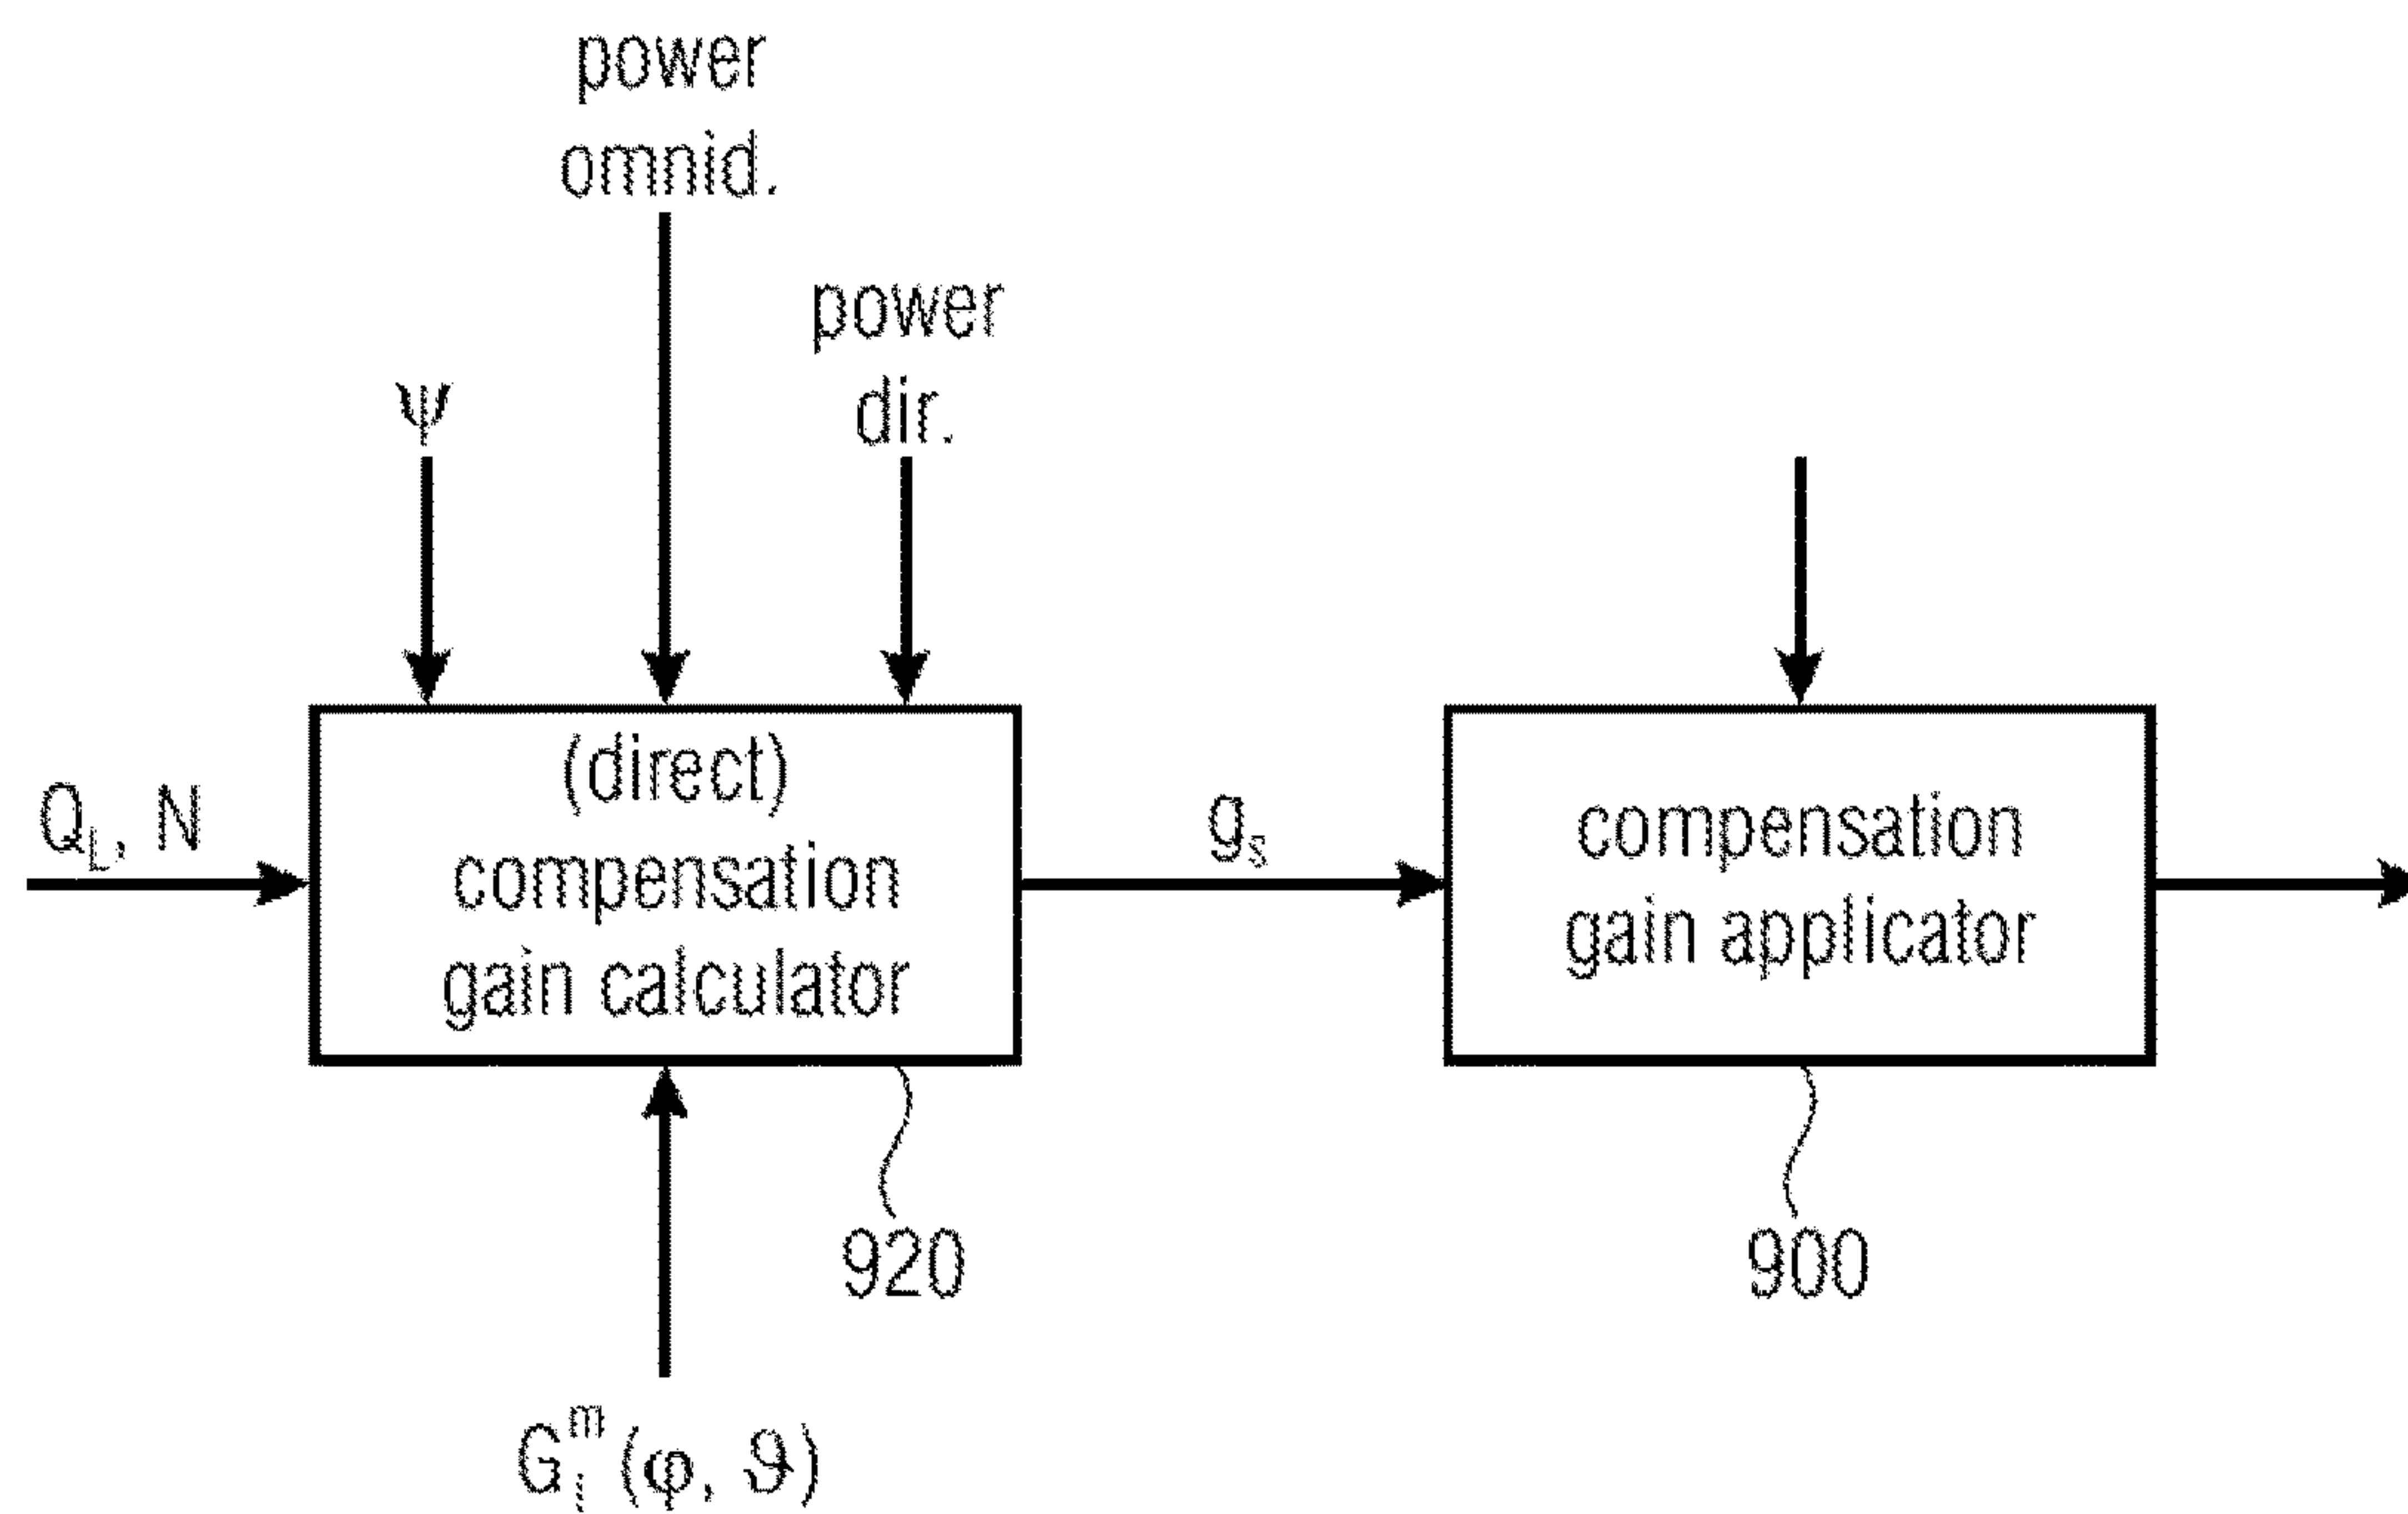 power
omnid.
power
dir.
ψ
(direct)
compensation
gain calculator
Q_L, N
g_s
compensation
gain applicator
920
900
G_i^m (φ, ϑ)